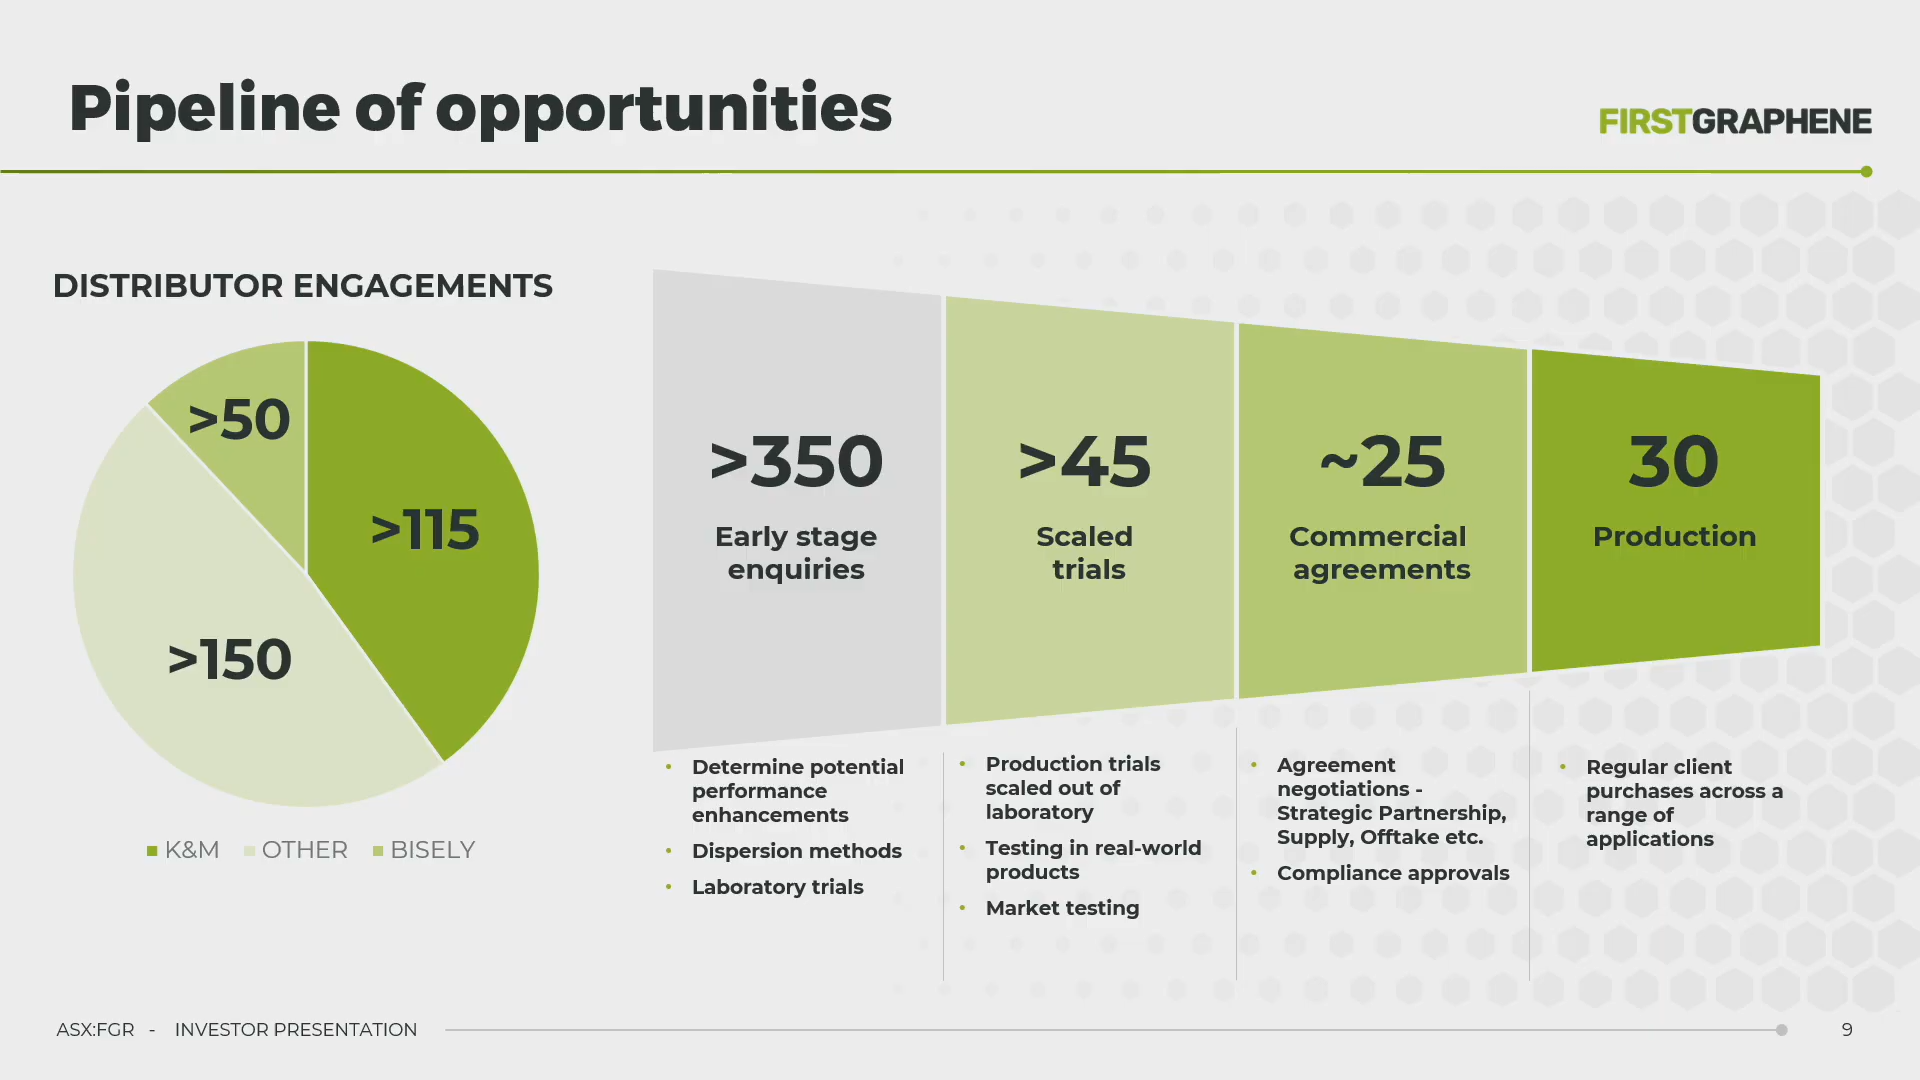 Pipeline of opportunities
FIRSTGRAPHENE
DISTRIBUTOR ENGAGEMENTS
>50
>115
>150
K&M
OTHER
BISELY
>350
Early stage
enquiries
>45
Scaled
trials
~25
Commercial
agreements
30
Production
• Determine potential
performance
enhancements
• Dispersion methods
• Laboratory trials
• Production trials
scaled out of
laboratory
• Testing in real-world
products
• Market testing
• Agreement
negotiations -
Strategic Partnership,
Supply, Offtake etc.
• Compliance approvals
• Regular client
purchases across a
range of
applications
ASX:FGR - INVESTOR PRESENTATION
9